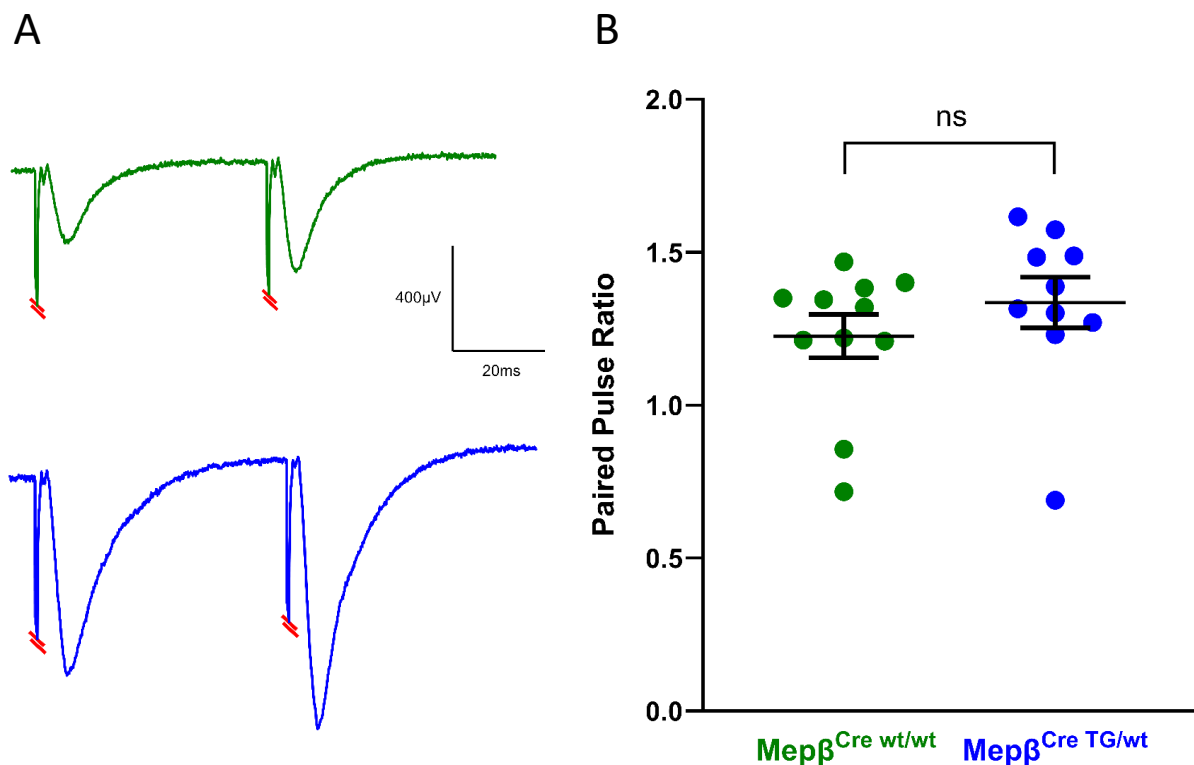 A
B
400µV
20ms
Paired Pulse Ratio
2.0
1.5
1.0
0.5
0.0
ns
Mepβ^Cre wt/wt
Mepβ^Cre TG/wt